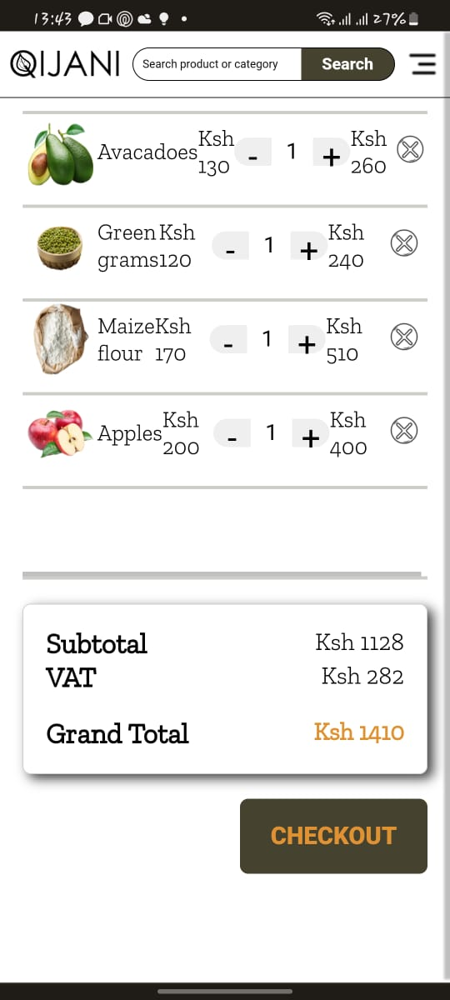 13:43 27%
QIJANI Search product or category Search
Avacadoes Ksh 130 - 1 + Ksh 260
Green grams Ksh 120 - 1 + Ksh 240
Maize flour Ksh 170 - 1 + Ksh 510
Apples Ksh 200 - 1 + Ksh 400
Subtotal Ksh 1128
VAT Ksh 282
Grand Total Ksh 1410
CHECKOUT